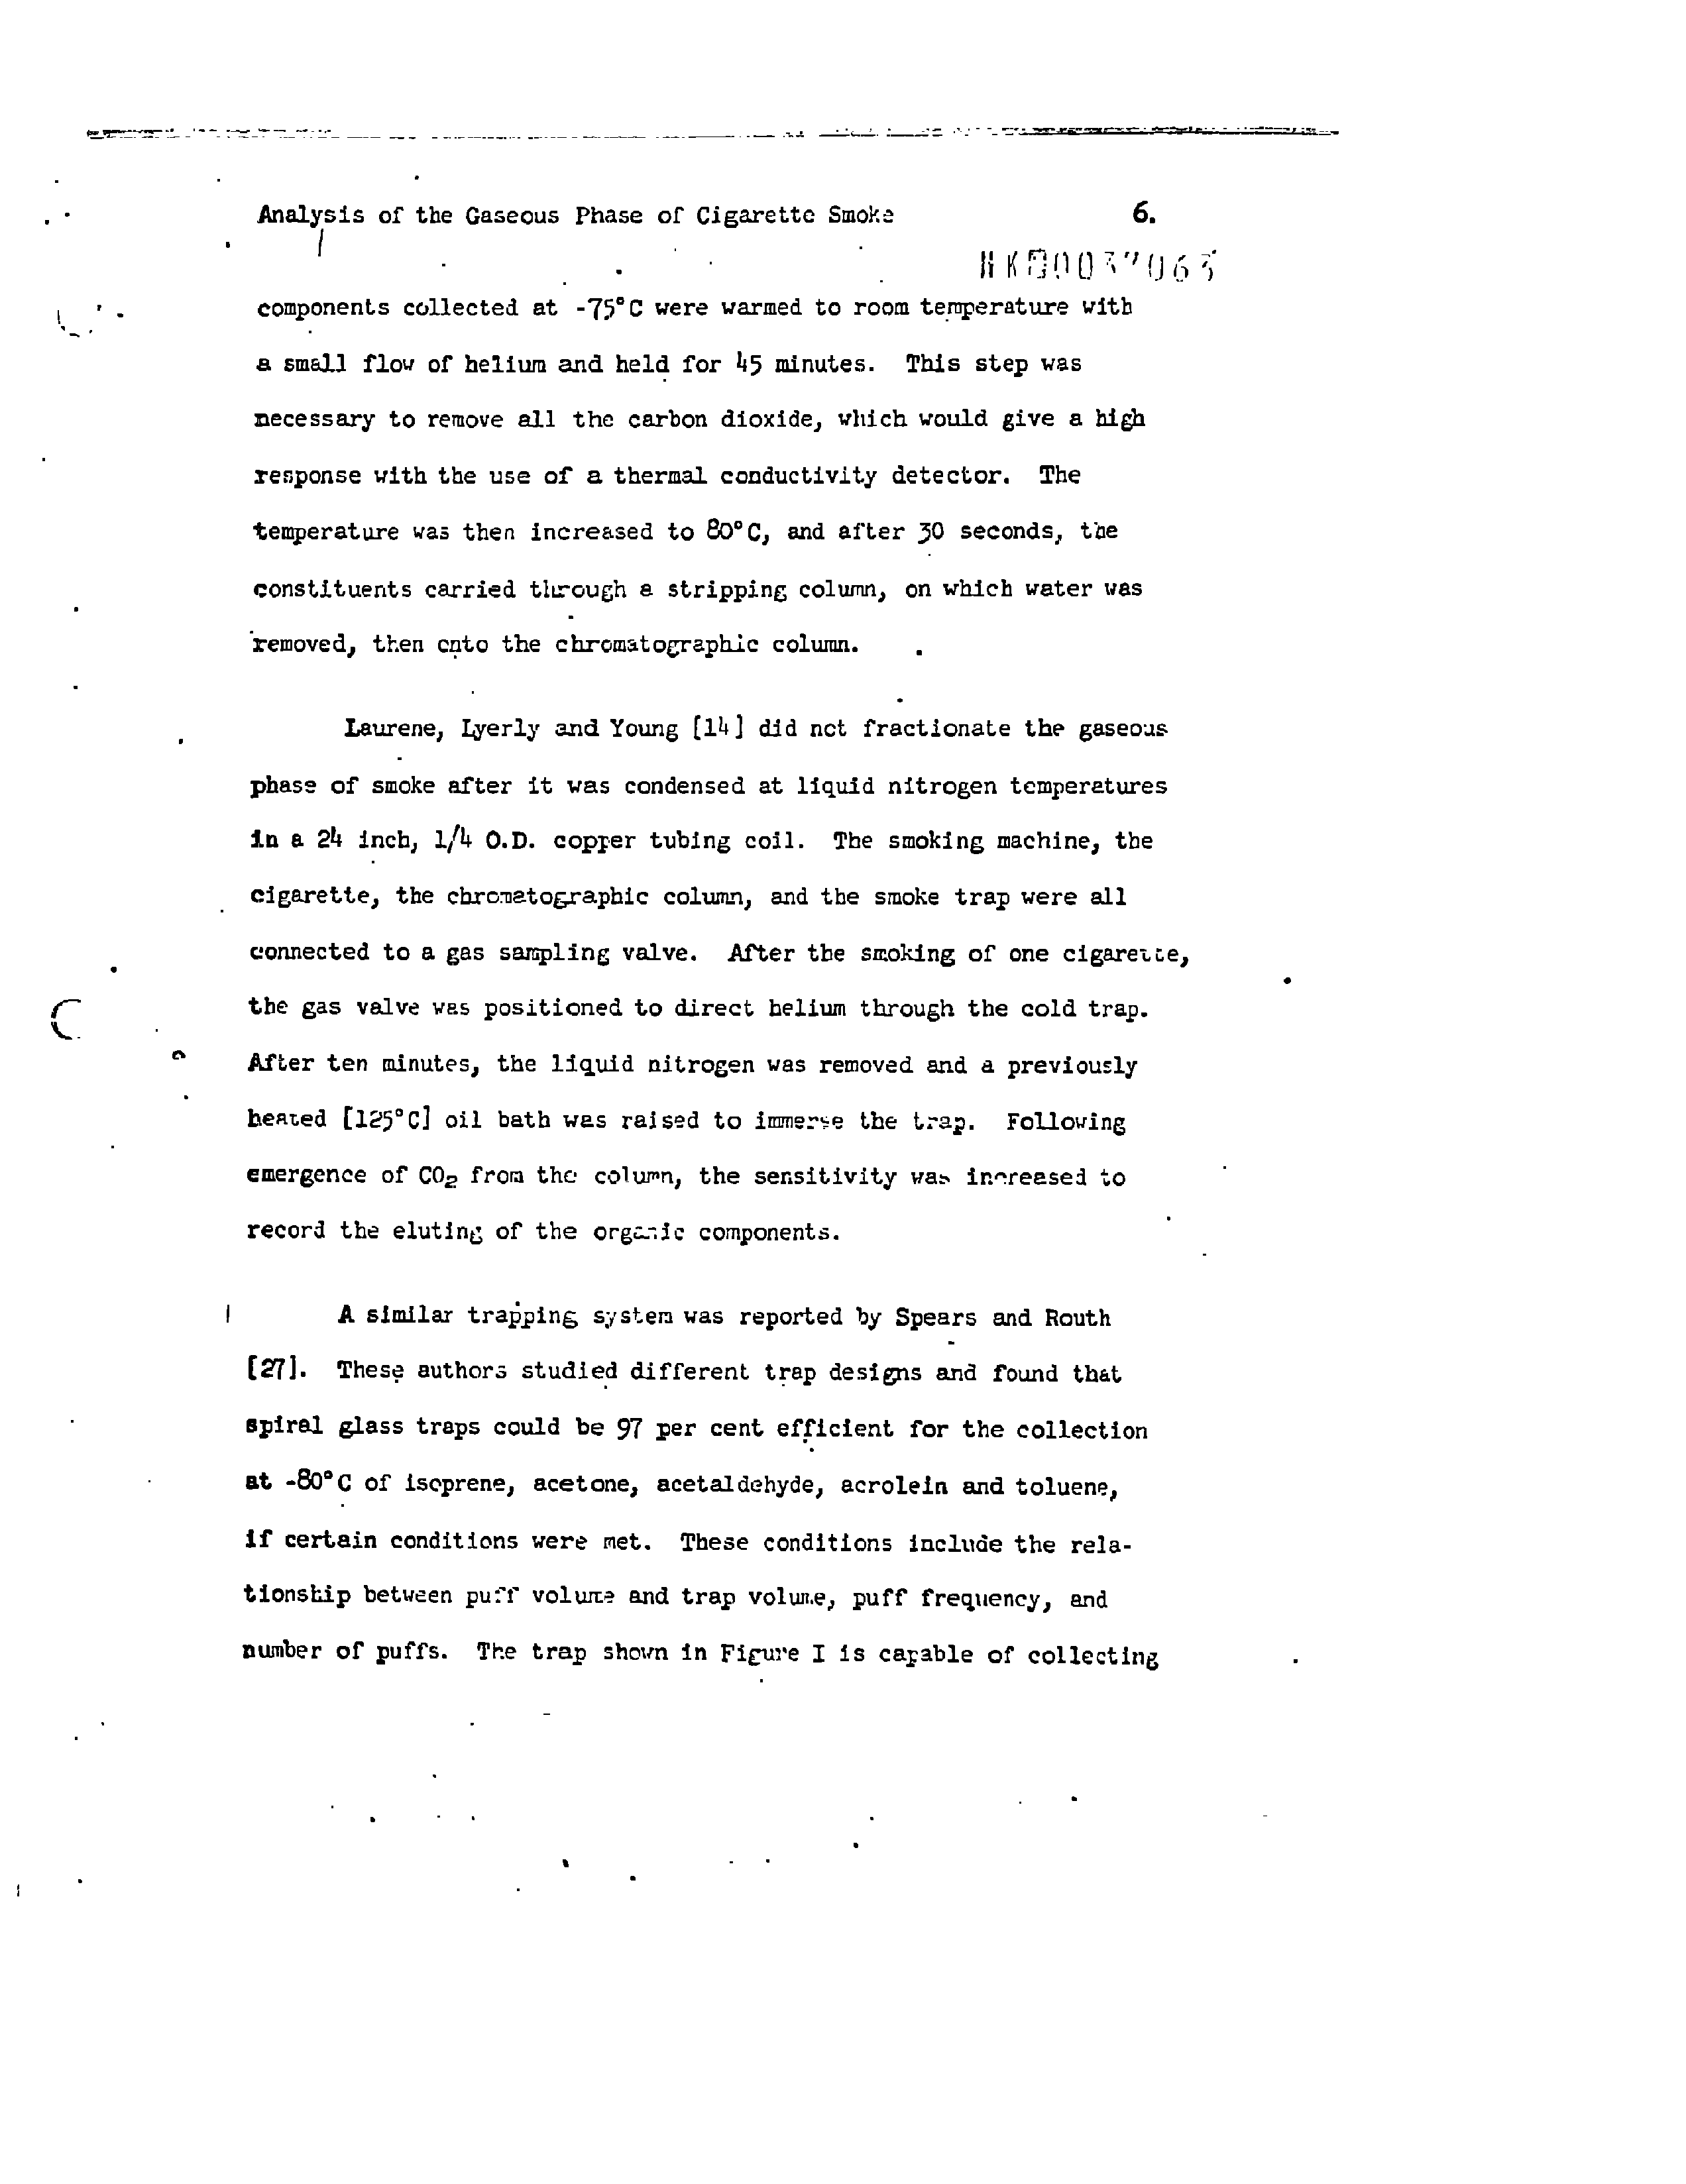 Analysis of the Gaseous Phase of Cigarette Smoke 6.
components collected at -75°C were warmed to room temperature with
a small flow of helium and held for 45 minutes. This step was
necessary to remove all the carbon dioxide, which would give a high
response with the use of a thermal conductivity detector. The
temperature was then increased to 80°C, and after 30 seconds, the
constituents carried through a stripping column, on which water was
removed, then onto the chromatographic column.
Laurene, Lyerly and Young [14] did not fractionate the gaseous
phase of smoke after it was condensed at liquid nitrogen temperatures
in a 24 inch, 1/4 O.D. copper tubing coil. The smoking machine, the
cigarette, the chromatographic column, and the smoke trap were all
connected to a gas sampling valve. After the smoking of one cigarette,
the gas valve was positioned to direct helium through the cold trap.
After ten minutes, the liquid nitrogen was removed and a previously
heated [125°C] oil bath was raised to immerse the trap. Following
emergence of CO₂ from the column, the sensitivity was increased to
record the eluting of the organic components.
A similar trapping system was reported by Spears and Routh
[27]. These authors studied different trap designs and found that
spiral glass traps could be 97 per cent efficient for the collection
at -80°C of isoprene, acetone, acetaldehyde, acrolein and toluene,
if certain conditions were met. These conditions include the rela-
tionship between puff volume and trap volume, puff frequency, and
number of puffs. The trap shown in Figure I is capable of collecting